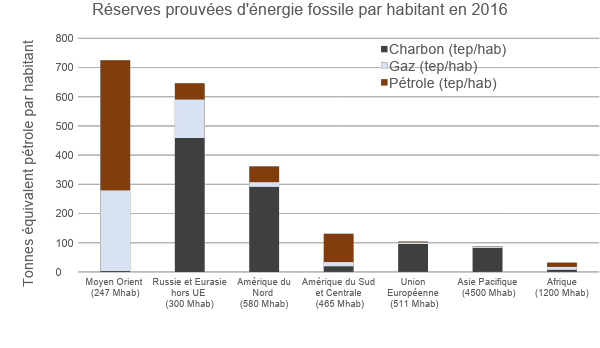 Réserves prouvées d'énergie fossile par habitant en 2016
Tonnes équivalent pétrole par habitant
800
700
600
500
400
300
200
100
0
Charbon (tep/hab)
Gaz (tep/hab)
Pétrole (tep/hab)
Moyen Orient
(247 Mhab)
Russie et Eurasie
hors UE
(300 Mhab)
Amérique du
Nord
(580 Mhab)
Amérique du Sud
et Centrale
(465 Mhab)
Union
Européenne
(511 Mhab)
Asie Pacifique
(4500 Mhab)
Afrique
(1200 Mhab)